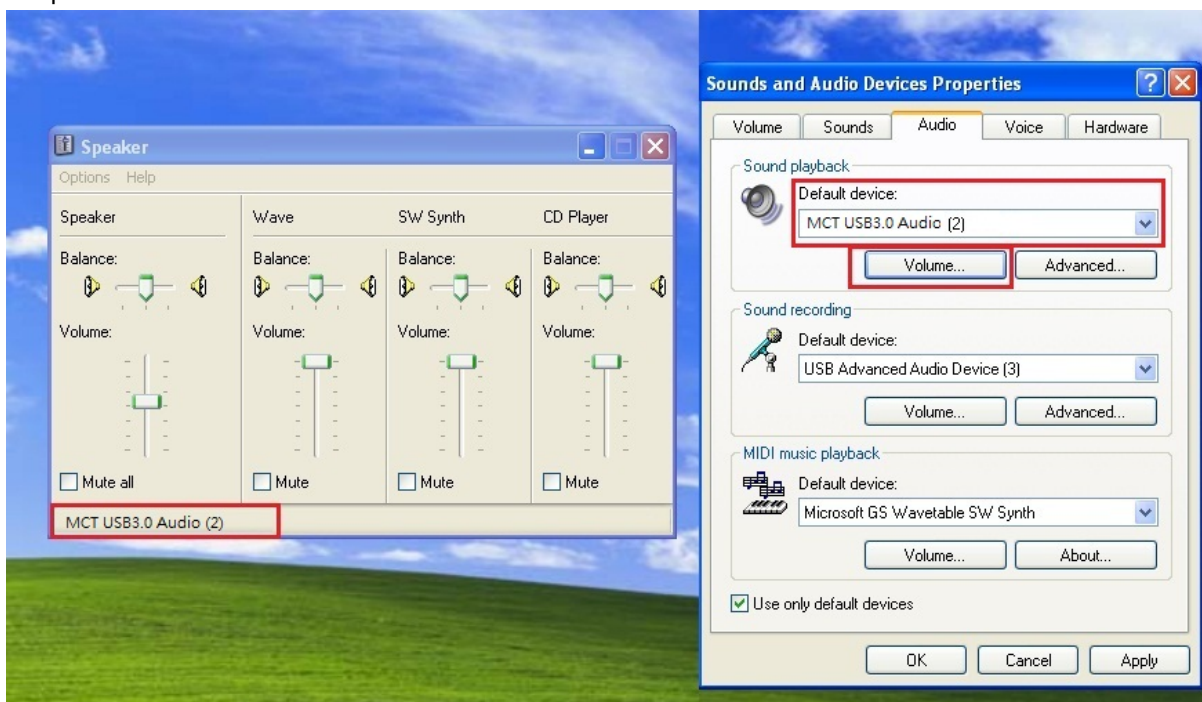 Speaker
Options Help
Speaker Wave SW Synth CD Player
Balance: Balance: Balance: Balance:
Volume: Volume: Volume: Volume:
Mute all Mute Mute Mute
MCT USB3.0 Audio (2)
Sounds and Audio Devices Properties
Volume Sounds Audio Voice Hardware
Sound playback
Default device:
MCT USB3.0 Audio (2)
Volume... Advanced...
Sound recording
Default device:
USB Advanced Audio Device (3)
Volume... Advanced...
MIDI music playback
Default device:
Microsoft GS Wavetable SW Synth
Volume... About...
Use only default devices
OK Cancel Apply